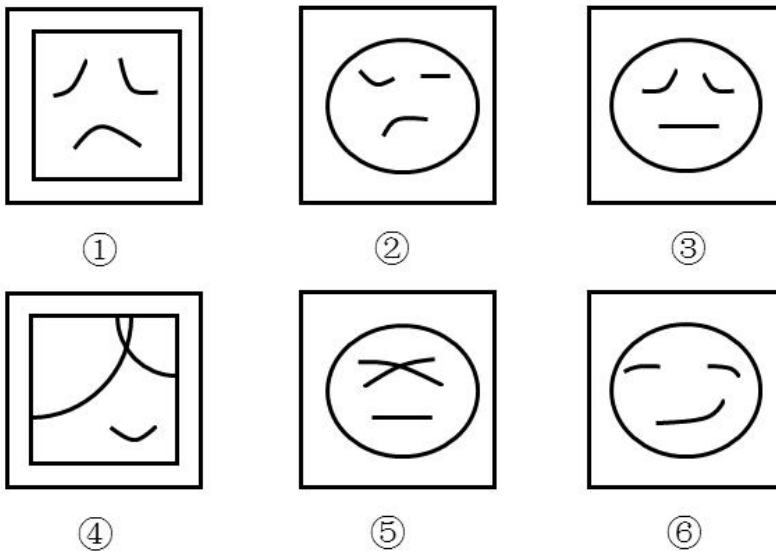 ① ② ③
④ ⑤ ⑥